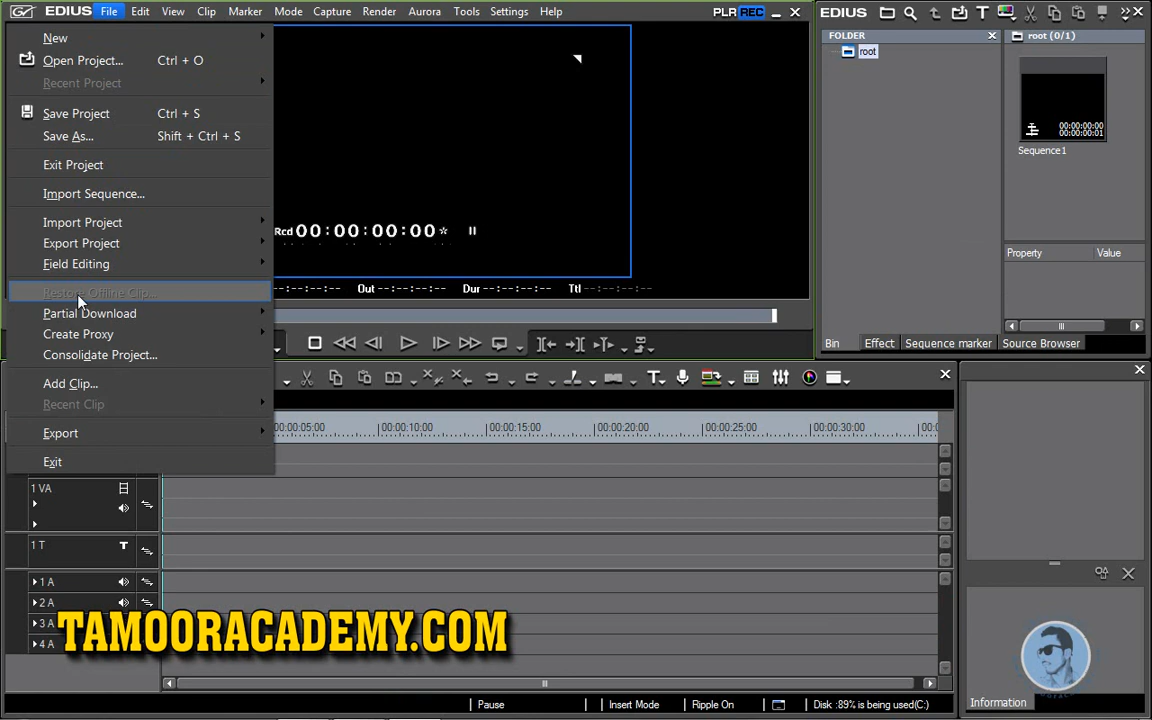 EDIUS File Edit View Clip Marker Mode Capture Render Aurora Tools Settings Help PLR REC
EDIUS
New
Open Project... Ctrl + O
Recent Project
Save Project Ctrl + S
Save As... Shift + Ctrl + S
Exit Project
Import Sequence...
Import Project
Export Project
Field Editing
Restore Offline Clip...
Partial Download
Create Proxy
Consolidate Project...
Add Clip...
Recent Clip
Export
Exit
Rcd 00:00:00:00
--:--:--:-- Out --:--:--:-- Dur --:--:--:-- Ttl --:--:--:--
FOLDER
root
root (0/1)
00:00:00:00
00:00:00:01
Sequence1
Property Value
Bin Effect Sequence marker Source Browser
00:00:05:00 00:00:10:00 00:00:15:00 00:00:20:00 00:00:25:00 00:00:30:00 00:0
1 VA
1 T T
1 A
2 A
3 A
4 A
TAMOORACADEMY.COM
Information
Pause Insert Mode Ripple On Disk :89% is being used(C:)